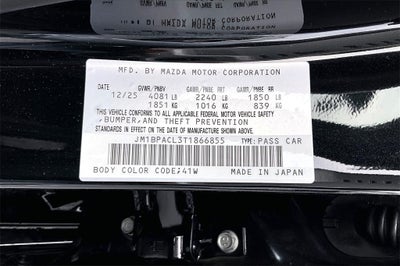 MFD. BY MAZDA MOTOR CORPORATION
DATE GVWR/PNBV GAWR/PNBE FR GAWR/PNBE RR
12/25 4081 LB 2240 LB 1850 LB
1851 KG 1016 KG 839 KG
THIS VEHICLE CONFORMS TO ALL APPLICABLE FEDERAL MOTOR VEHICLE SAFETY
,BUMPER,AND THEFT PREVENTION
STANDARDS IN EFFECT ON THE DATE OF MANUFACTURE SHOWN ABOVE.
JM1BPACL3T1866855 TYPE:PASS CAR
BODY COLOR CODE:41W MADE IN JAPAN